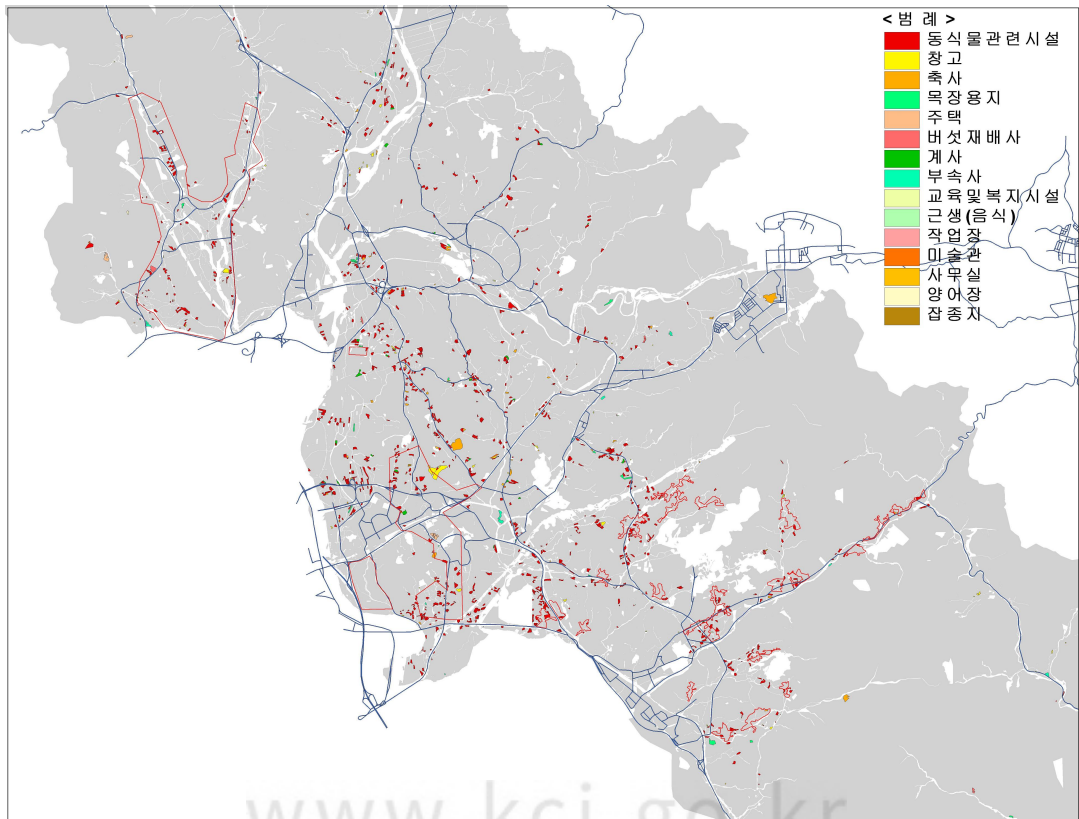 < 범 례 >
동식물관련시설
창고
축사
목장용지
주택
버섯재배사
계사
부속사
교육및복지시설
근생(음식)
작업장
미술관
사무실
양어장
잡종지
www.kci.go.kr